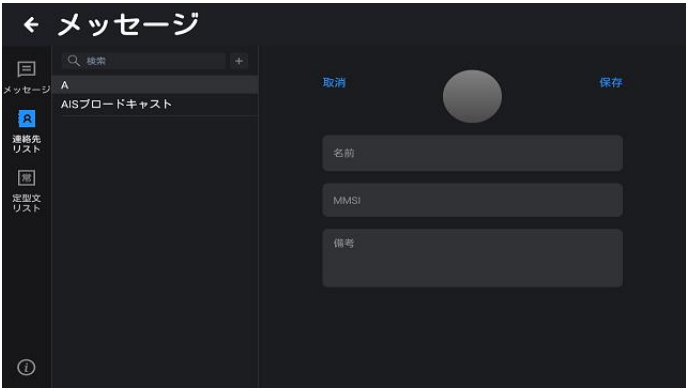 メッセージ
メッセージ
連絡先
リスト
常
定型文
リスト
検索
+
A
AISブロードキャスト
取消
保存
名前
MMSI
備考